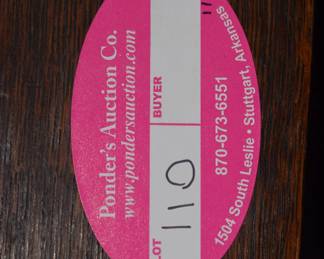 Ponder's Auction Co.
www.pondersauction.com
LOT 110
BUYER
870-673-6551
1504 South Leslie • Stuttgart, Arkansas